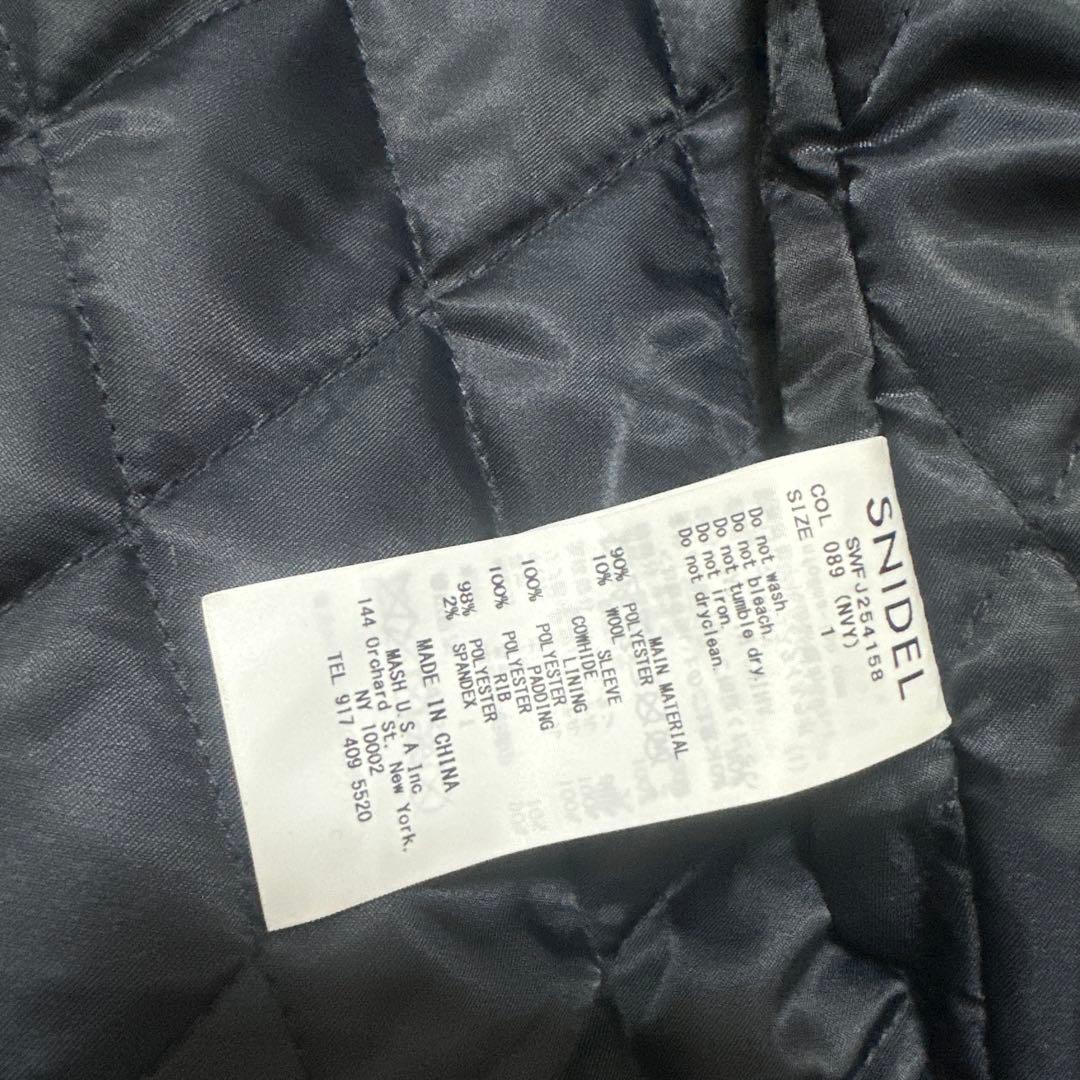 SNIDEL
SWFJ254158
COL 089 (NVY)
SIZE 1
Do not wash.
Do not bleach.
Do not tumble dry.
Do not iron.
Do not dryclean.
MAIN MATERIAL
90% POLYESTER
10% WOOL
SLEEVE
COWHIDE
LINING
100% POLYESTER
PADDING
100% POLYESTER
RIB
98% POLYESTER
2% SPANDEX
MADE IN CHINA
MASH U.S.A Inc
144 Orchard St. New York,
NY 10002
TEL 917 409 5520